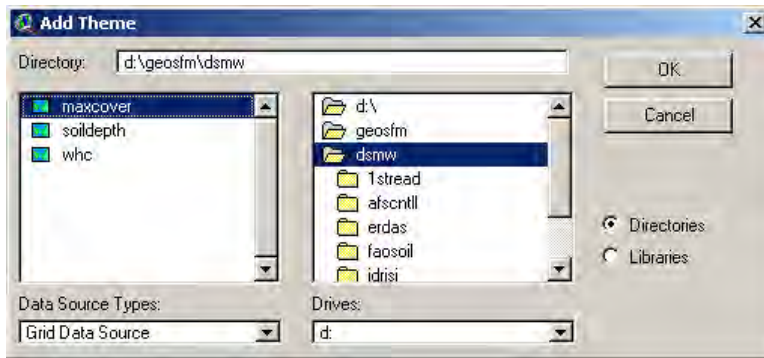 Add Theme
Directory: d:\geosfm\dsmw
OK
Cancel
maxcover
soildepth
whc
d:\
geosfm
dsmw
1stread
afscntll
erdas
faosoil
idrisi
Directories
Libraries
Data Source Types:
Grid Data Source
Drives:
d: